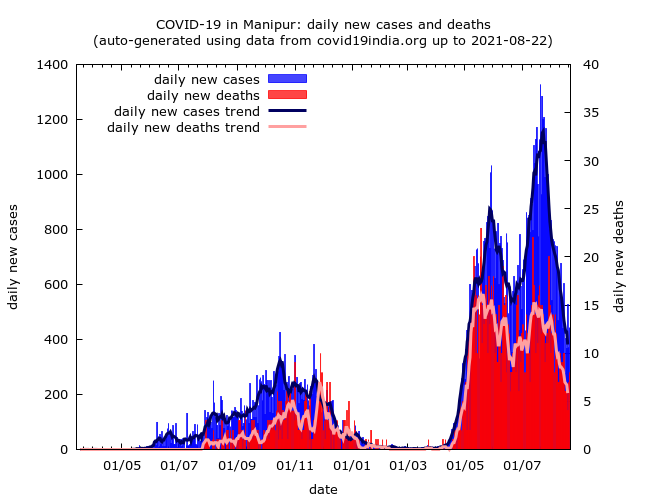 COVID-19 in Manipur: daily new cases and deaths
(auto-generated using data from covid19india.org up to 2021-08-22)
daily new cases
daily new deaths
daily new cases trend
daily new deaths trend
1400
1200
1000
800
600
400
200
0
40
35
30
25
20
15
10
5
0
daily new cases
daily new deaths
01/05 01/07 01/09 01/11 01/01 01/03 01/05 01/07
date